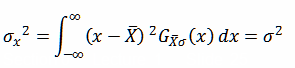 σₓ² = ∫₋∞^∞ (x − X̄) ² G_X̄σ(x) dx = σ²